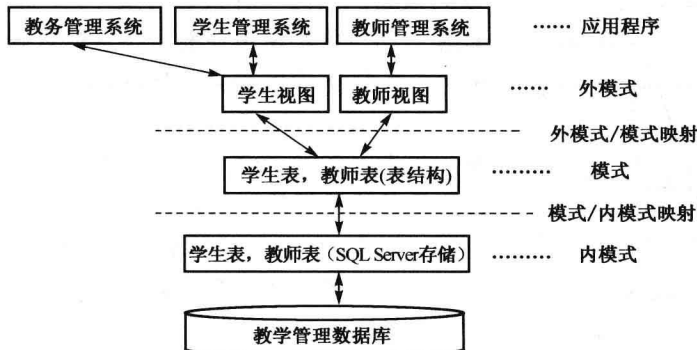 教务管理系统 学生管理系统 教师管理系统 …… 应用程序
学生视图 教师视图 …… 外模式
外模式/模式映射
学生表，教师表(表结构) ……… 模式
模式/内模式映射
学生表，教师表（SQL Server存储） ……… 内模式
教学管理数据库